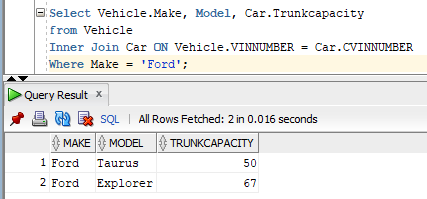 Select Vehicle.Make, Model, Car.Trunkcapacity
from Vehicle
Inner Join Car ON Vehicle.VINNUMBER = Car.CVINNUMBER
Where Make = 'Ford';
Query Result x
SQL | All Rows Fetched: 2 in 0.016 seconds
MAKE MODEL TRUNKCAPACITY
1 Ford Taurus 50
2 Ford Explorer 67